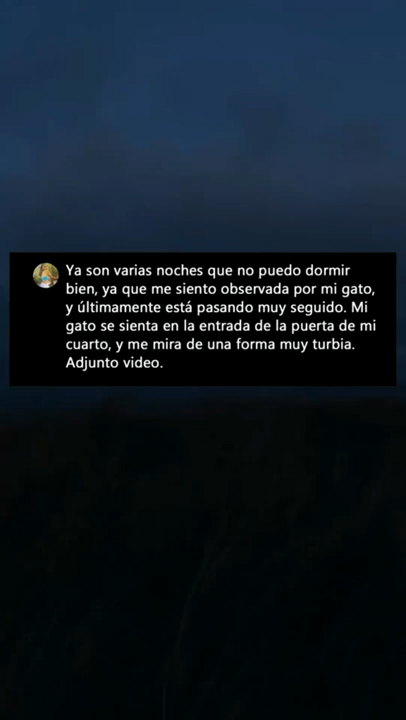 Ya son varias noches que no puedo dormir
bien, ya que me siento observada por mi gato,
y últimamente está pasando muy seguido. Mi
gato se sienta en la entrada de la puerta de mi
cuarto, y me mira de una forma muy turbia.
Adjunto video.